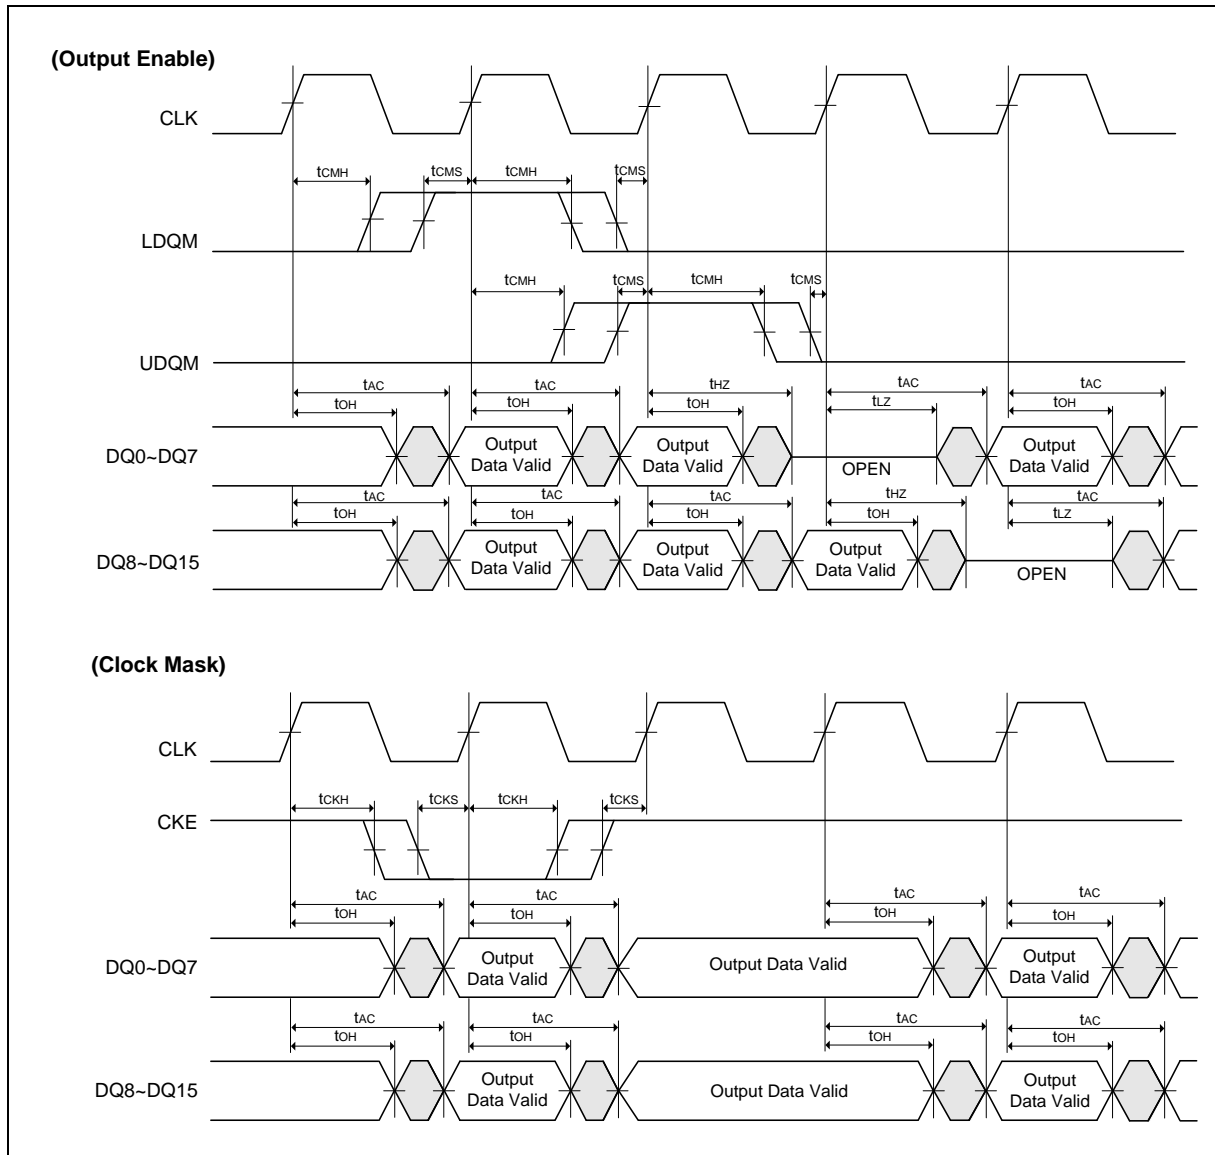 (Output Enable)
CLK
tCMH tCMS tCMH tCMS
LDQM
tCMH tCMS tCMH tCMS
UDQM
tAC tAC tHZ tAC tAC
tOH tOH tOH tLZ tOH
DQ0~DQ7
Output Data Valid
Output Data Valid
OPEN
Output Data Valid
tAC tAC tAC tHZ tAC
tOH tOH tOH tOH tLZ
DQ8~DQ15
Output Data Valid
Output Data Valid
Output Data Valid
OPEN
(Clock Mask)
CLK
tCKH tCKS tCKH tCKS
CKE
tAC tAC tAC tAC
tOH tOH tOH tOH
DQ0~DQ7
Output Data Valid
Output Data Valid
Output Data Valid
tAC tAC tAC tAC
tOH tOH tOH tOH
DQ8~DQ15
Output Data Valid
Output Data Valid
Output Data Valid